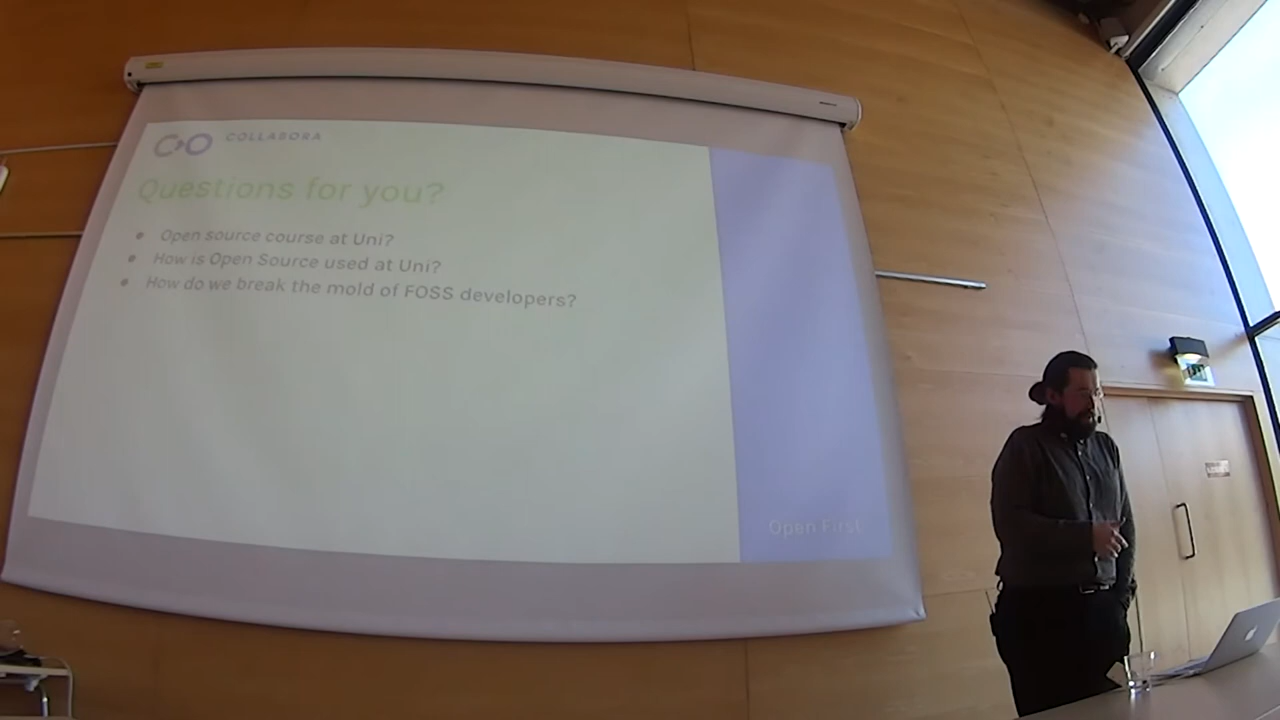 COLLABORA
Questions for you?
Open source course at Uni?
How is Open Source used at Uni?
How do we break the mold of FOSS developers?
Open First